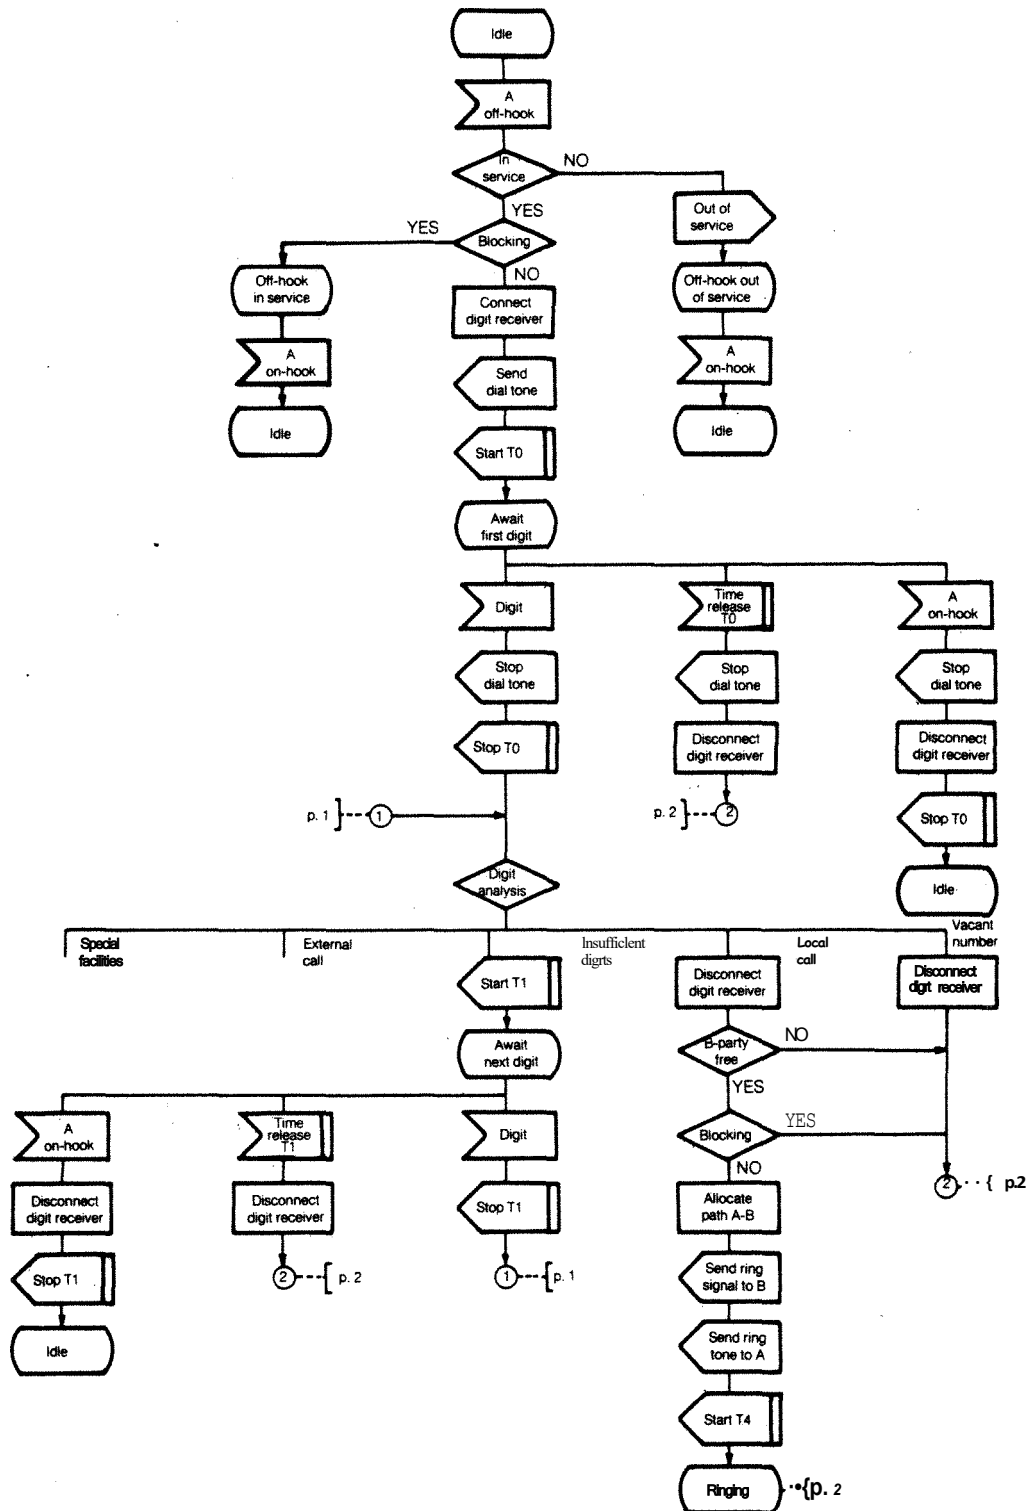 Idle
A
off-hook
In
service
NO
YES
Out of
service
YES
Blocking
NO
Off-hook
in service
Off-hook out
of service
Connect
digit receiver
A
on-hook
A
on-hook
Send
dial tone
Idle
Idle
Start T0
Await
first digit
Digit
Time
release
T0
A
on-hook
Stop
dial tone
Stop
dial tone
Stop
dial tone
Stop T0
Disconnect
digit receiver
Disconnect
digit receiver
p. 1
1
p. 2
2
Stop T0
Digit
analysis
Idle
Special
facilities
External
call
Insufficient
digrts
Local
call
Vacant
number
Start T1
Disconnect
digit receiver
Disconnect
digrt receiver
Await
next digit
B-party
free
NO
YES
A
on-hook
Time
release
T1
Digit
Blocking
YES
NO
Disconnect
digit receiver
Disconnect
digit receiver
Stop T1
Allocate
path A-B
2
p.2
Stop T1
2
p. 2
1
p. 1
Send ring
signal to B
Idle
Send ring
tone to A
Start T4
Ringing
p. 2